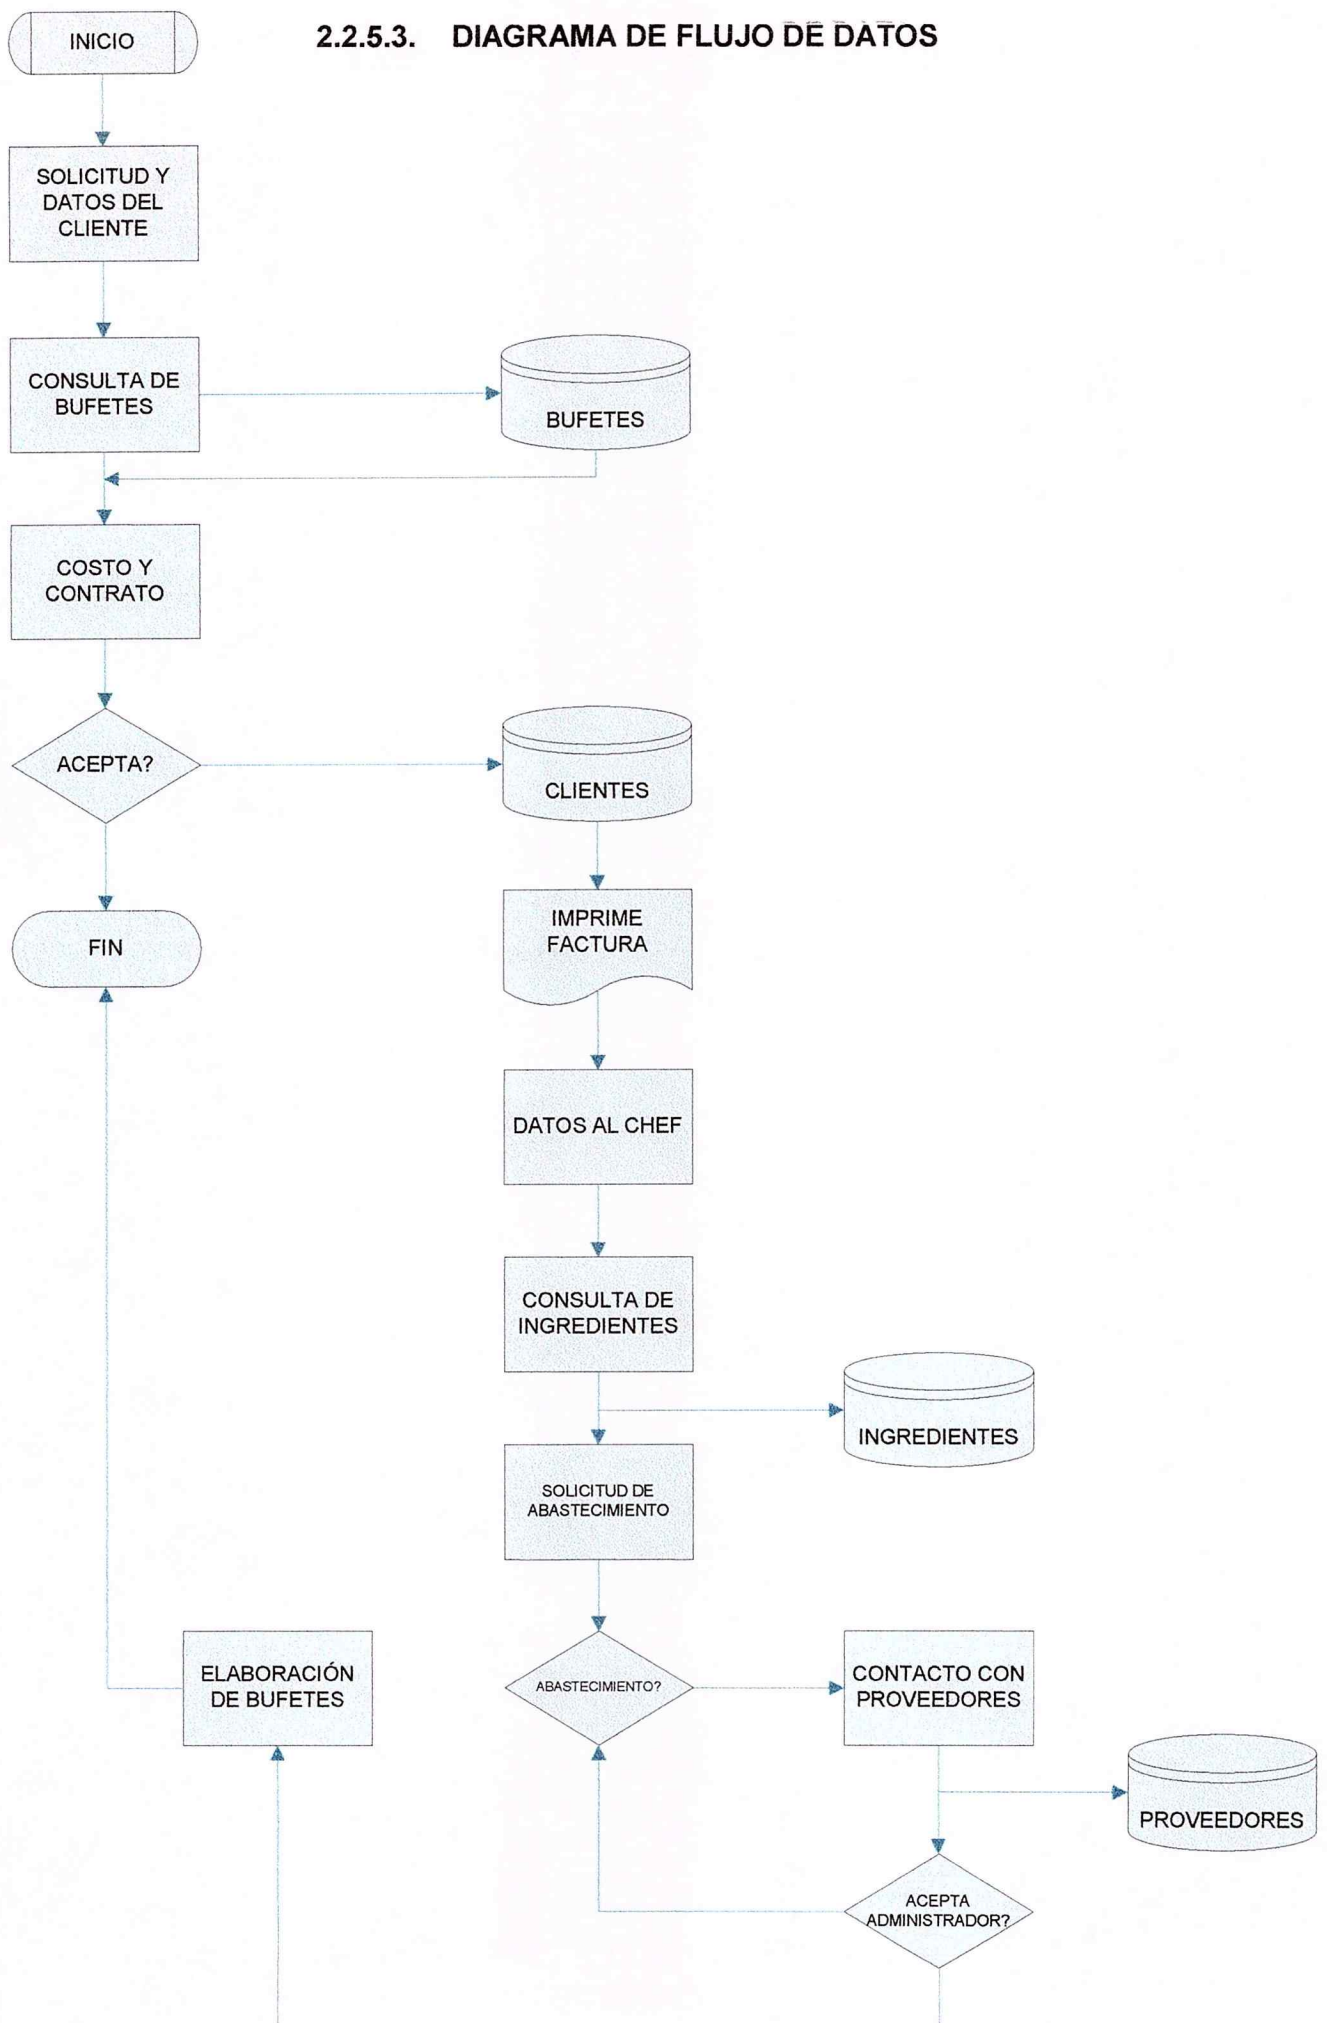 INICIO
2.2.5.3. DIAGRAMA DE FLUJO DE DATOS
SOLICITUD Y
DATOS DEL
CLIENTE
CONSULTA DE
BUFETES
BUFETES
COSTO Y
CONTRATO
ACEPTA?
CLIENTES
IMPRIME
FACTURA
FIN
DATOS AL CHEF
CONSULTA DE
INGREDIENTES
INGREDIENTES
SOLICITUD DE
ABASTECIMIENTO
ELABORACIÓN
DE BUFETES
ABASTECIMIENTO?
CONTACTO CON
PROVEEDORES
PROVEEDORES
ACEPTA
ADMINISTRADOR?